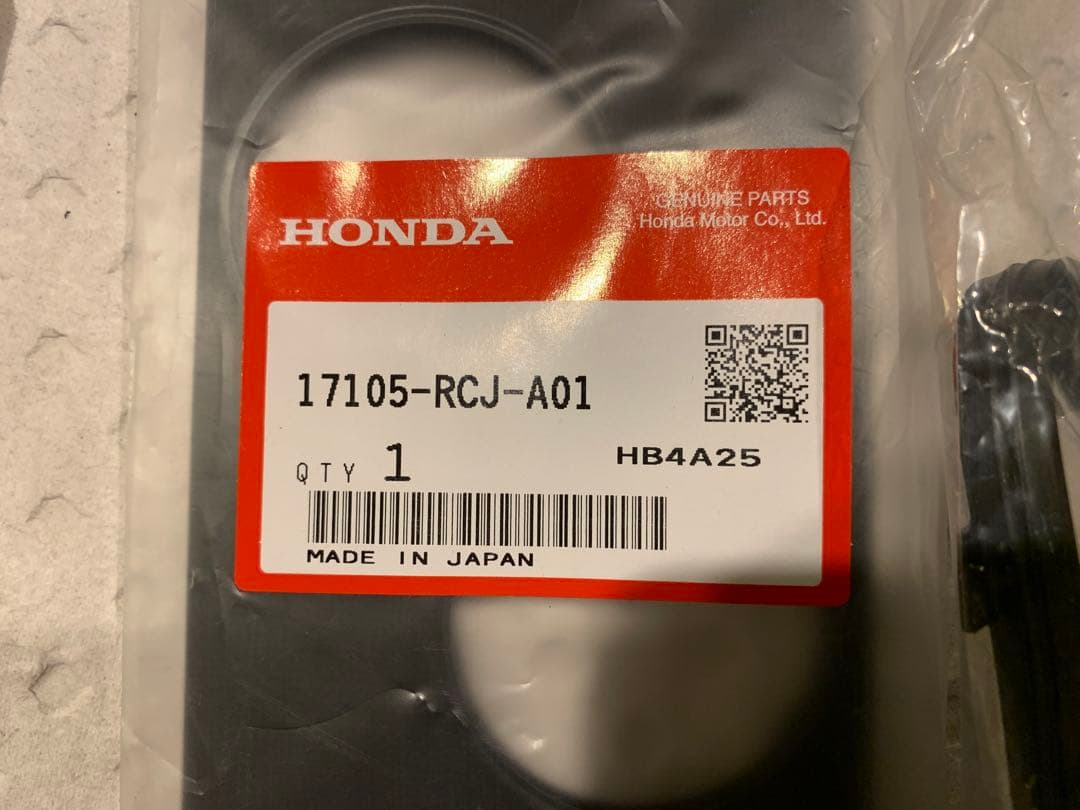 HONDA
GENUINE PARTS
Honda Motor Co., Ltd.
17105-RCJ-A01
QTY 1
HB4A25
MADE IN JAPAN